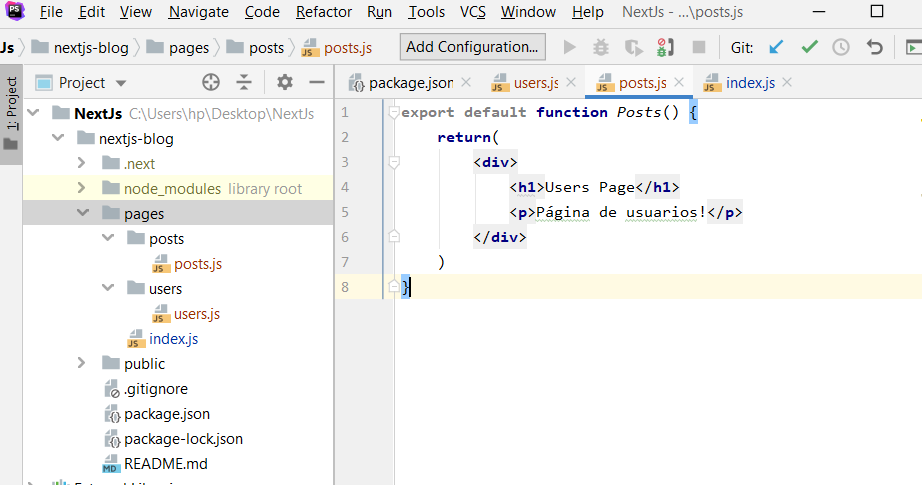 PS File Edit View Navigate Code Refactor Run Tools VCS Window Help NextJs - ...\posts.js
Js nextjs-blog pages posts posts.js Add Configuration... Git:
1: Project
Project
NextJs C:\Users\hp\Desktop\NextJs
nextjs-blog
.next
node_modules library root
pages
posts
posts.js
users
users.js
index.js
public
.gitignore
package.json
package-lock.json
README.md
package.json users.js posts.js index.js
1 export default function Posts() {
2 return(
3 <div>
4 <h1>Users Page</h1>
5 <p>Página de usuarios!</p>
6 </div>
7 )
8 }